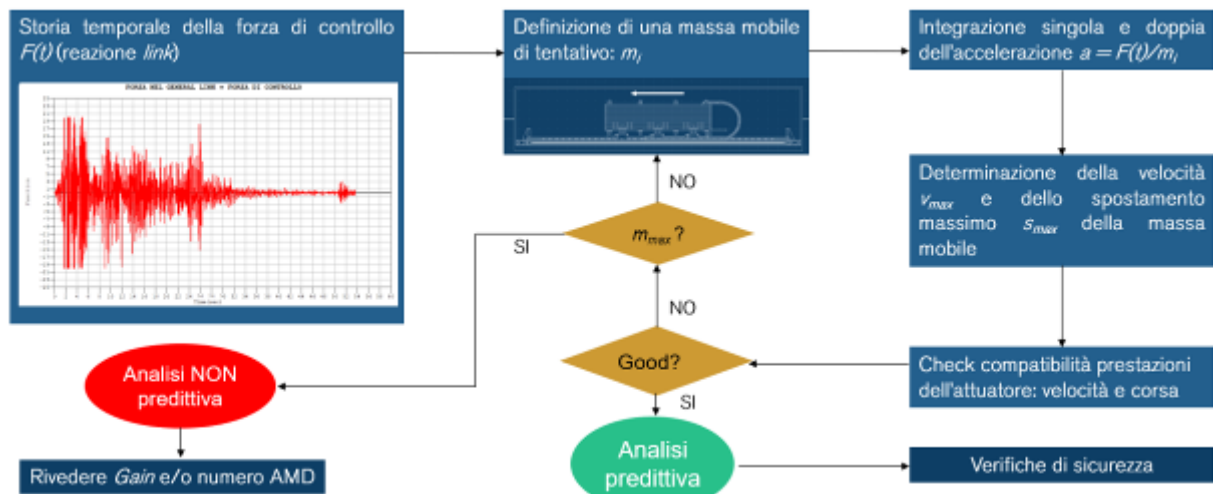 Storia temporale della forza di controllo
F(t) (reazione link)
FORZA NEL GENERAL LINK = FORZA DI CONTROLLO
Definizione di una massa mobile
di tentativo: mi
Integrazione singola e doppia
dell'accelerazione a = F(t)/mi
Determinazione della velocità
vmax e dello spostamento
massimo smax della massa
mobile
NO
mmax?
SI
NO
Good?
Check compatibilità prestazioni
dell'attuatore: velocità e corsa
Analisi NON
predittiva
SI
Analisi
predittiva
Rivedere Gain e/o numero AMD
Verifiche di sicurezza